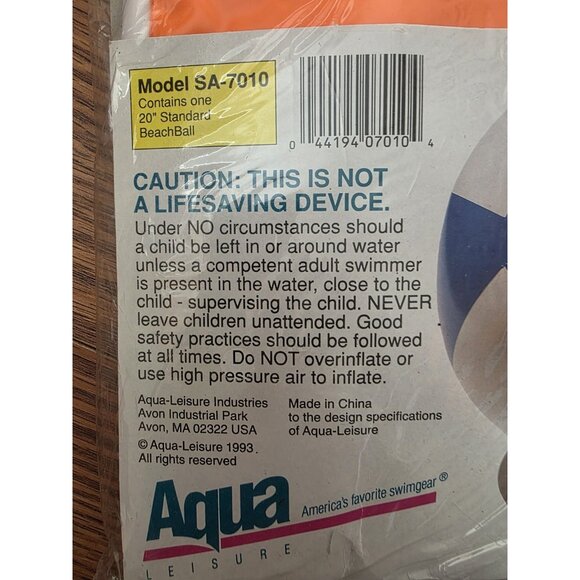 Model SA-7010
Contains one
20" Standard
BeachBall
0 44194 07010 4
CAUTION: THIS IS NOT
A LIFESAVING DEVICE.
Under NO circumstances should
a child be left in or around water
unless a competent adult swimmer
is present in the water, close to the
child - supervising the child. NEVER
leave children unattended. Good
safety practices should be followed
at all times. Do NOT overinflate or
use high pressure air to inflate.
Aqua-Leisure Industries
Avon Industrial Park
Avon, MA 02322 USA
© Aqua-Leisure 1993
All rights reserved
Made in China
to the design specifications
of Aqua-Leisure
Aqua
LEISURE
America's favorite swimgear®